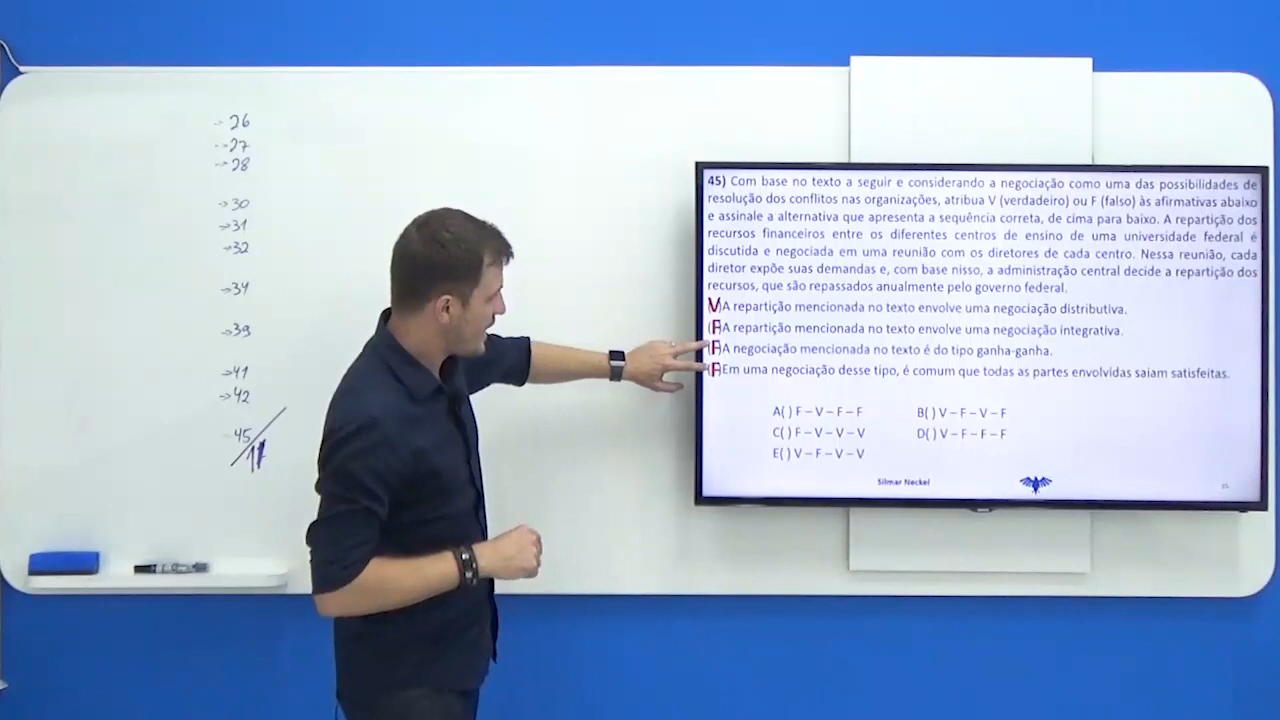 26
27
28
30
31
32
34
39
41
42
45
45) Com base no texto a seguir e considerando a negociação como uma das possibilidades de
resolução dos conflitos nas organizações, atribua V (verdadeiro) ou F (falso) às afirmativas abaixo
e assinale a alternativa que apresenta a sequência correta, de cima para baixo. A repartição dos
recursos financeiros entre os diferentes centros de ensino de uma universidade federal é
discutida e negociada em uma reunião com os diretores de cada centro. Nessa reunião, cada
diretor expõe suas demandas e, com base nisso, a administração central decide a repartição dos
recursos, que são repassados anualmente pelo governo federal.
(V)A repartição mencionada no texto envolve uma negociação distributiva.
(F)A repartição mencionada no texto envolve uma negociação integrativa.
(F)A negociação mencionada no texto é do tipo ganha-ganha.
(F)Em uma negociação desse tipo, é comum que todas as partes envolvidas saiam satisfeitas.
A( ) F – V – F – F B( ) V – F – V – F
C( ) F – V – V – V D( ) V – F – F – F
E( ) V – F – V – V
Silmar Neckel